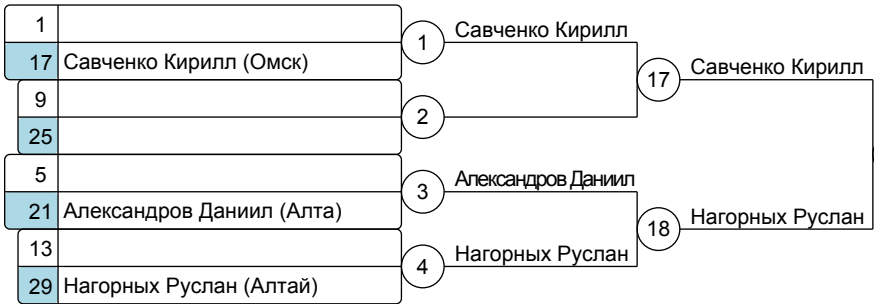 1
17 Савченко Кирилл (Омск)
1 Савченко Кирилл
17 Савченко Кирилл
9
25
2
5
21 Александров Даниил (Алта)
3 Александров Даниил
18 Нагорных Руслан
13
29 Нагорных Руслан (Алтай)
4 Нагорных Руслан